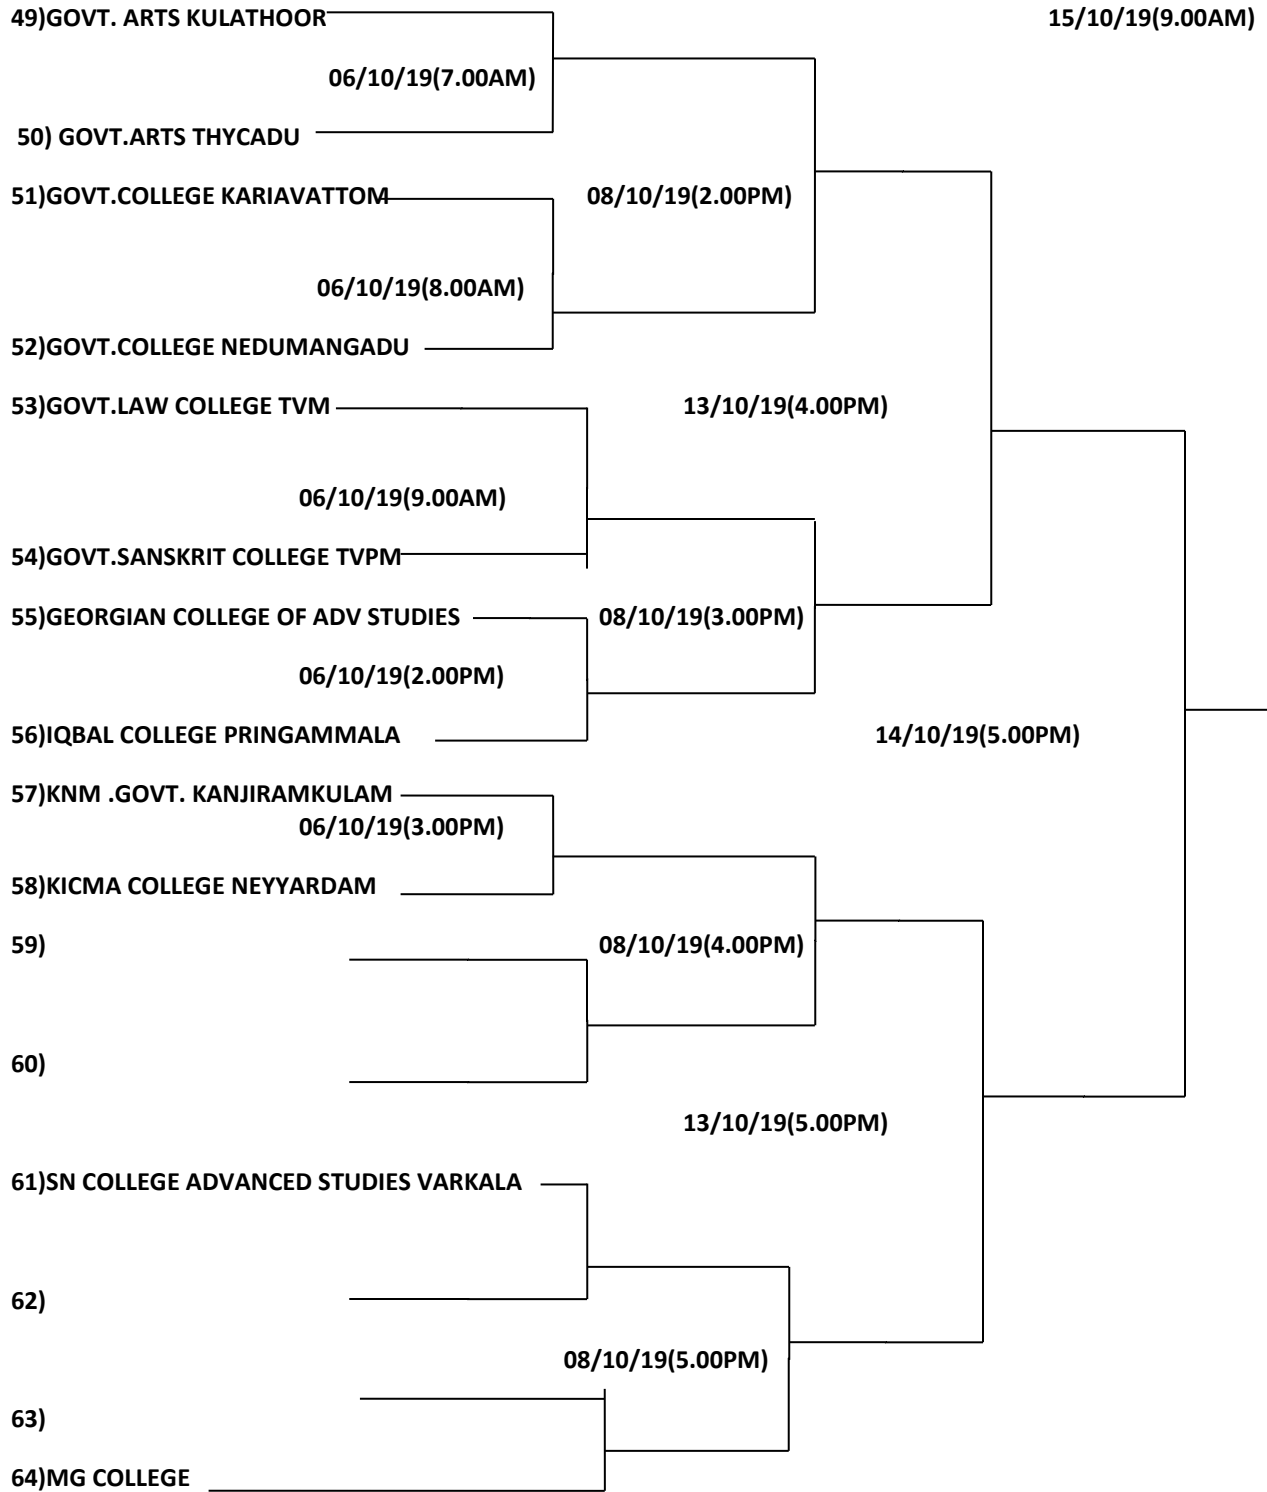 49)GOVT. ARTS KULATHOOR 15/10/19(9.00AM)
06/10/19(7.00AM)
50) GOVT.ARTS THYCADU
51)GOVT.COLLEGE KARIAVATTOM 08/10/19(2.00PM)
06/10/19(8.00AM)
52)GOVT.COLLEGE NEDUMANGADU
53)GOVT.LAW COLLEGE TVM 13/10/19(4.00PM)
06/10/19(9.00AM)
54)GOVT.SANSKRIT COLLEGE TVPM
55)GEORGIAN COLLEGE OF ADV STUDIES 08/10/19(3.00PM)
06/10/19(2.00PM)
56)IQBAL COLLEGE PRINGAMMALA 14/10/19(5.00PM)
57)KNM .GOVT. KANJIRAMKULAM
06/10/19(3.00PM)
58)KICMA COLLEGE NEYYARDAM
59) 08/10/19(4.00PM)
60)
13/10/19(5.00PM)
61)SN COLLEGE ADVANCED STUDIES VARKALA
62)
08/10/19(5.00PM)
63)
64)MG COLLEGE